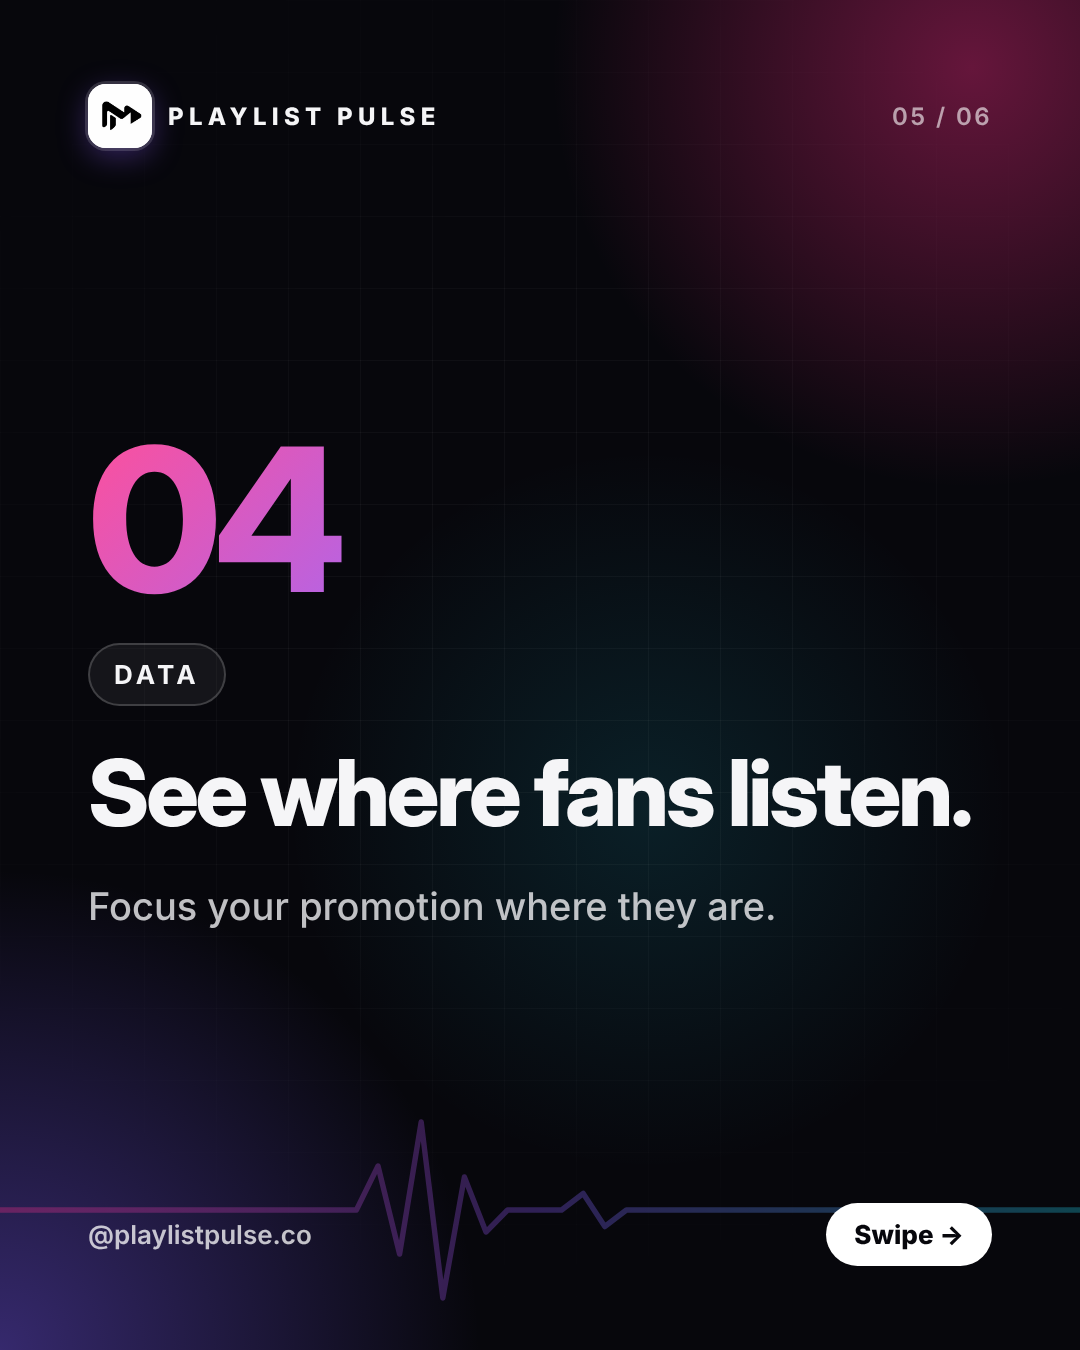 PLAYLIST PULSE
05 / 06
04
DATA
See where fans listen.
Focus your promotion where they are.
@playlistpulse.co
Swipe →